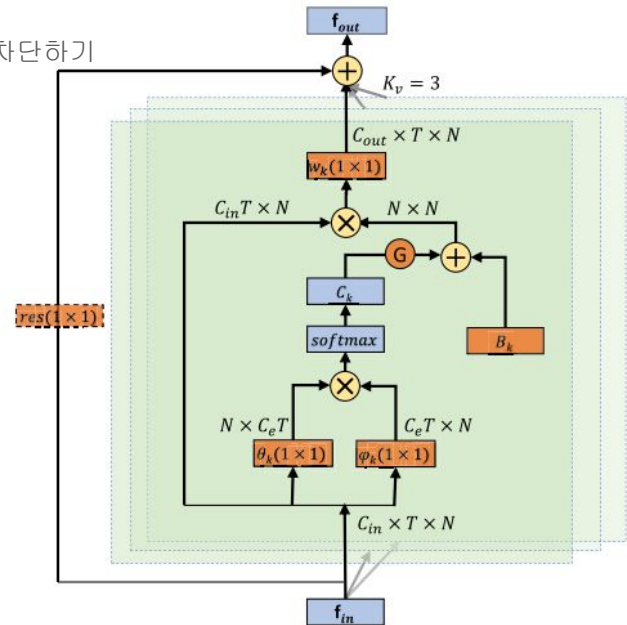 f_out
차단하기
K_v = 3
C_out × T × N
w_k(1 × 1)
C_in T × N
N × N
G
C_k
res(1 × 1)
softmax
B_k
N × C_e T
C_e T × N
θ_k(1 × 1)
φ_k(1 × 1)
C_in × T × N
f_in